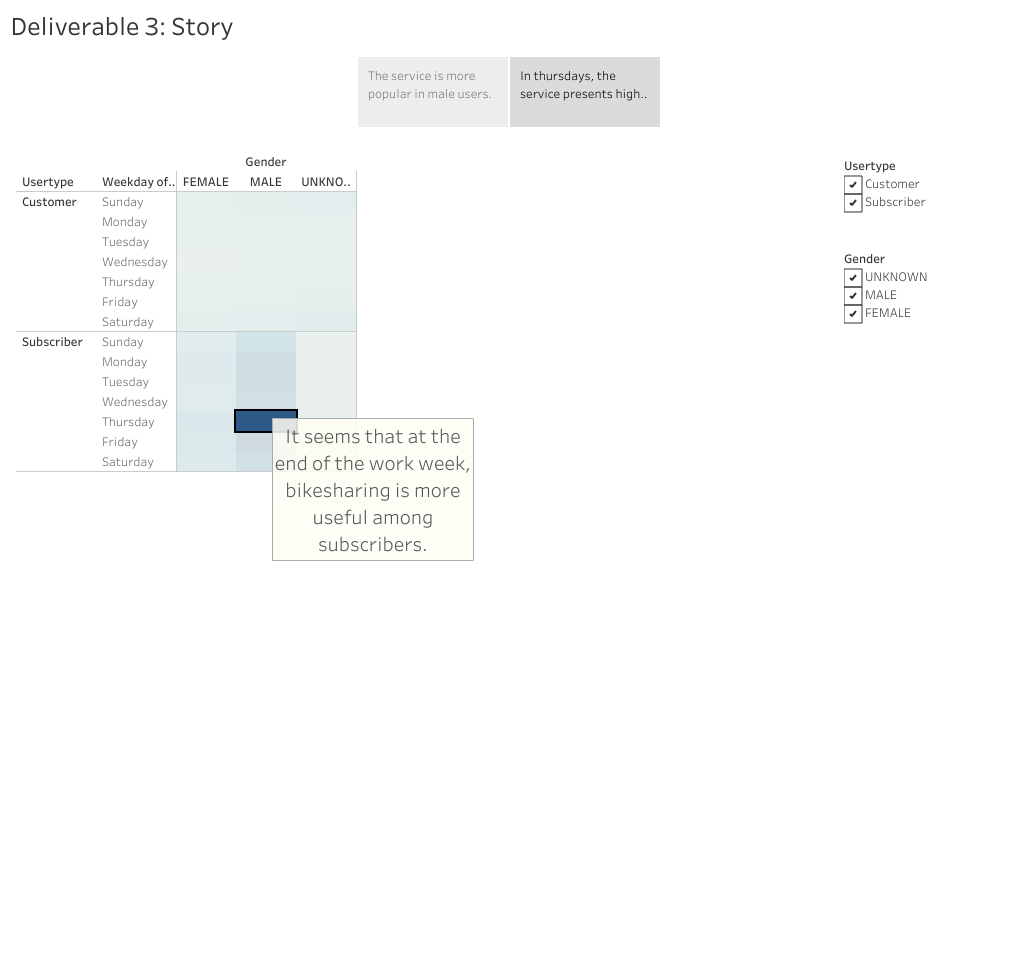 Deliverable 3: Story
The service is more
popular in male users.
In thursdays, the
service presents high..
Gender
Usertype Weekday of.. FEMALE MALE UNKNO..
Customer Sunday
Monday
Tuesday
Wednesday
Thursday
Friday
Saturday
Subscriber Sunday
Monday
Tuesday
Wednesday
Thursday
Friday
Saturday
It seems that at the
end of the work week,
bikesharing is more
useful among
subscribers.
Usertype
Customer
Subscriber
Gender
UNKNOWN
MALE
FEMALE